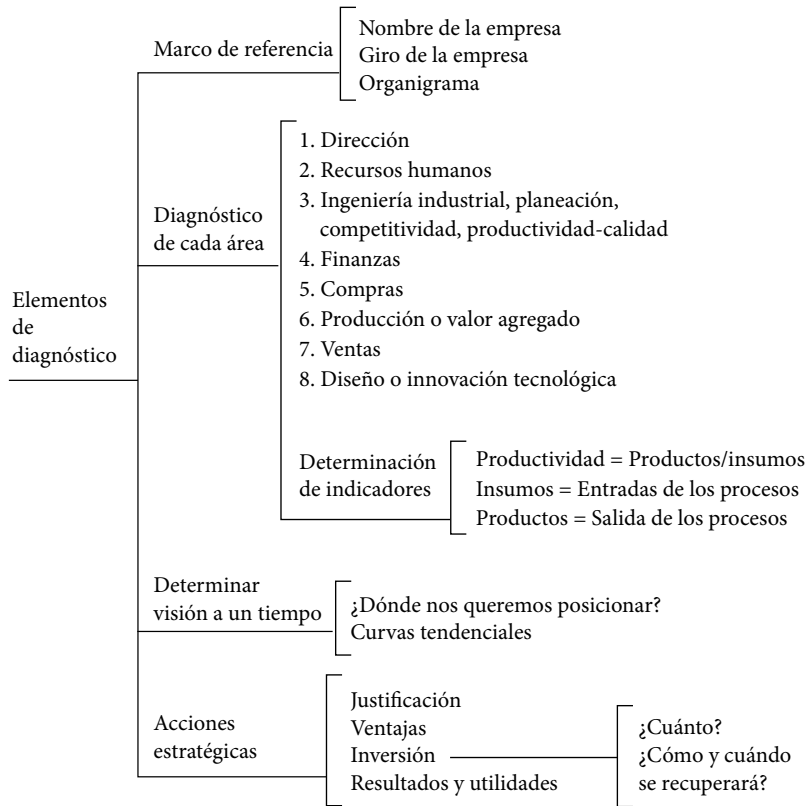 Elementos
de
diagnóstico
Marco de referencia
Nombre de la empresa
Giro de la empresa
Organigrama
Diagnóstico
de cada área
1. Dirección
2. Recursos humanos
3. Ingeniería industrial, planeación,
competitividad, productividad-calidad
4. Finanzas
5. Compras
6. Producción o valor agregado
7. Ventas
8. Diseño o innovación tecnológica
Determinación
de indicadores
Productividad = Productos/insumos
Insumos = Entradas de los procesos
Productos = Salida de los procesos
Determinar
visión a un tiempo
¿Dónde nos queremos posicionar?
Curvas tendenciales
Acciones
estratégicas
Justificación
Ventajas
Inversión
Resultados y utilidades
¿Cuánto?
¿Cómo y cuándo
se recuperará?